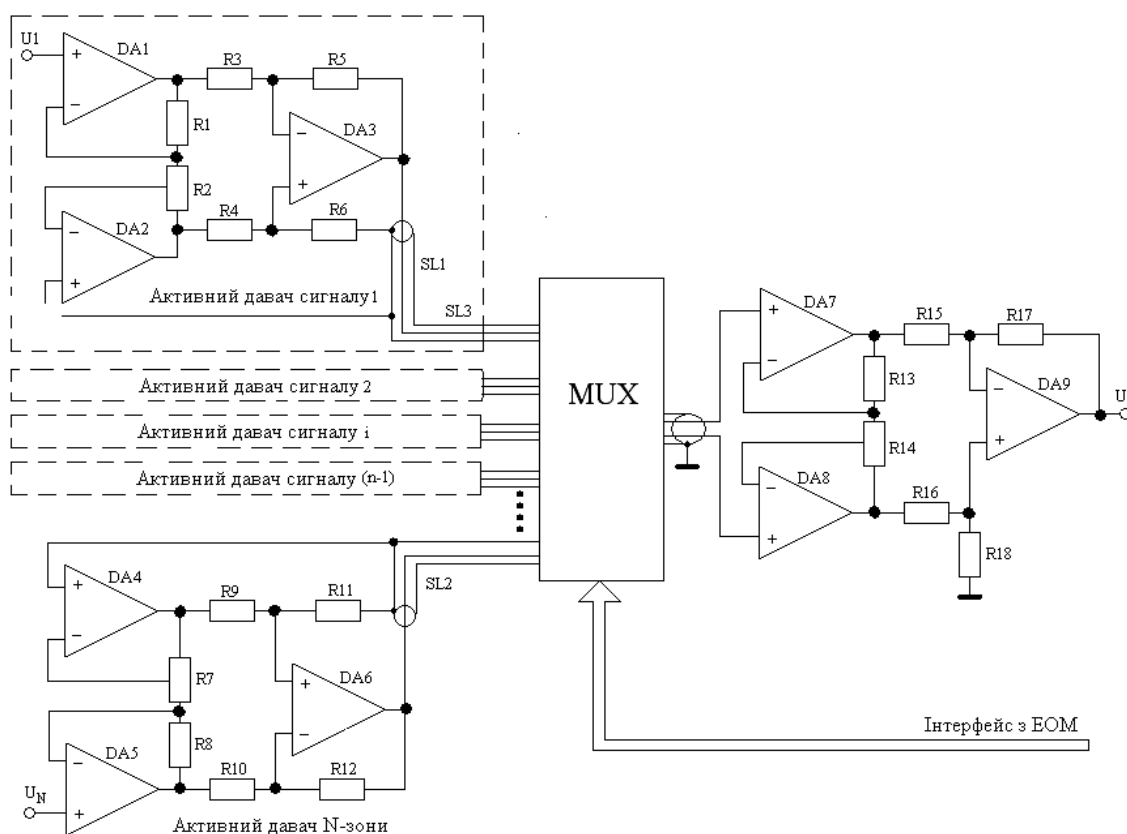 U1
DA1
R3
R5
R1
DA3
R2
R4
R6
DA2
SL1
Активний давач сигналу 1
SL3
Активний давач сигналу 2
Активний давач сигналу i
Активний давач сигналу (n-1)
MUX
DA7
R15
R17
R13
DA9
U
R14
DA8
R16
R18
SL2
DA4
R9
R11
R7
DA6
R8
DA5
R10
R12
UN
Активний давач N-зони
Інтерфейс з ЕОМ